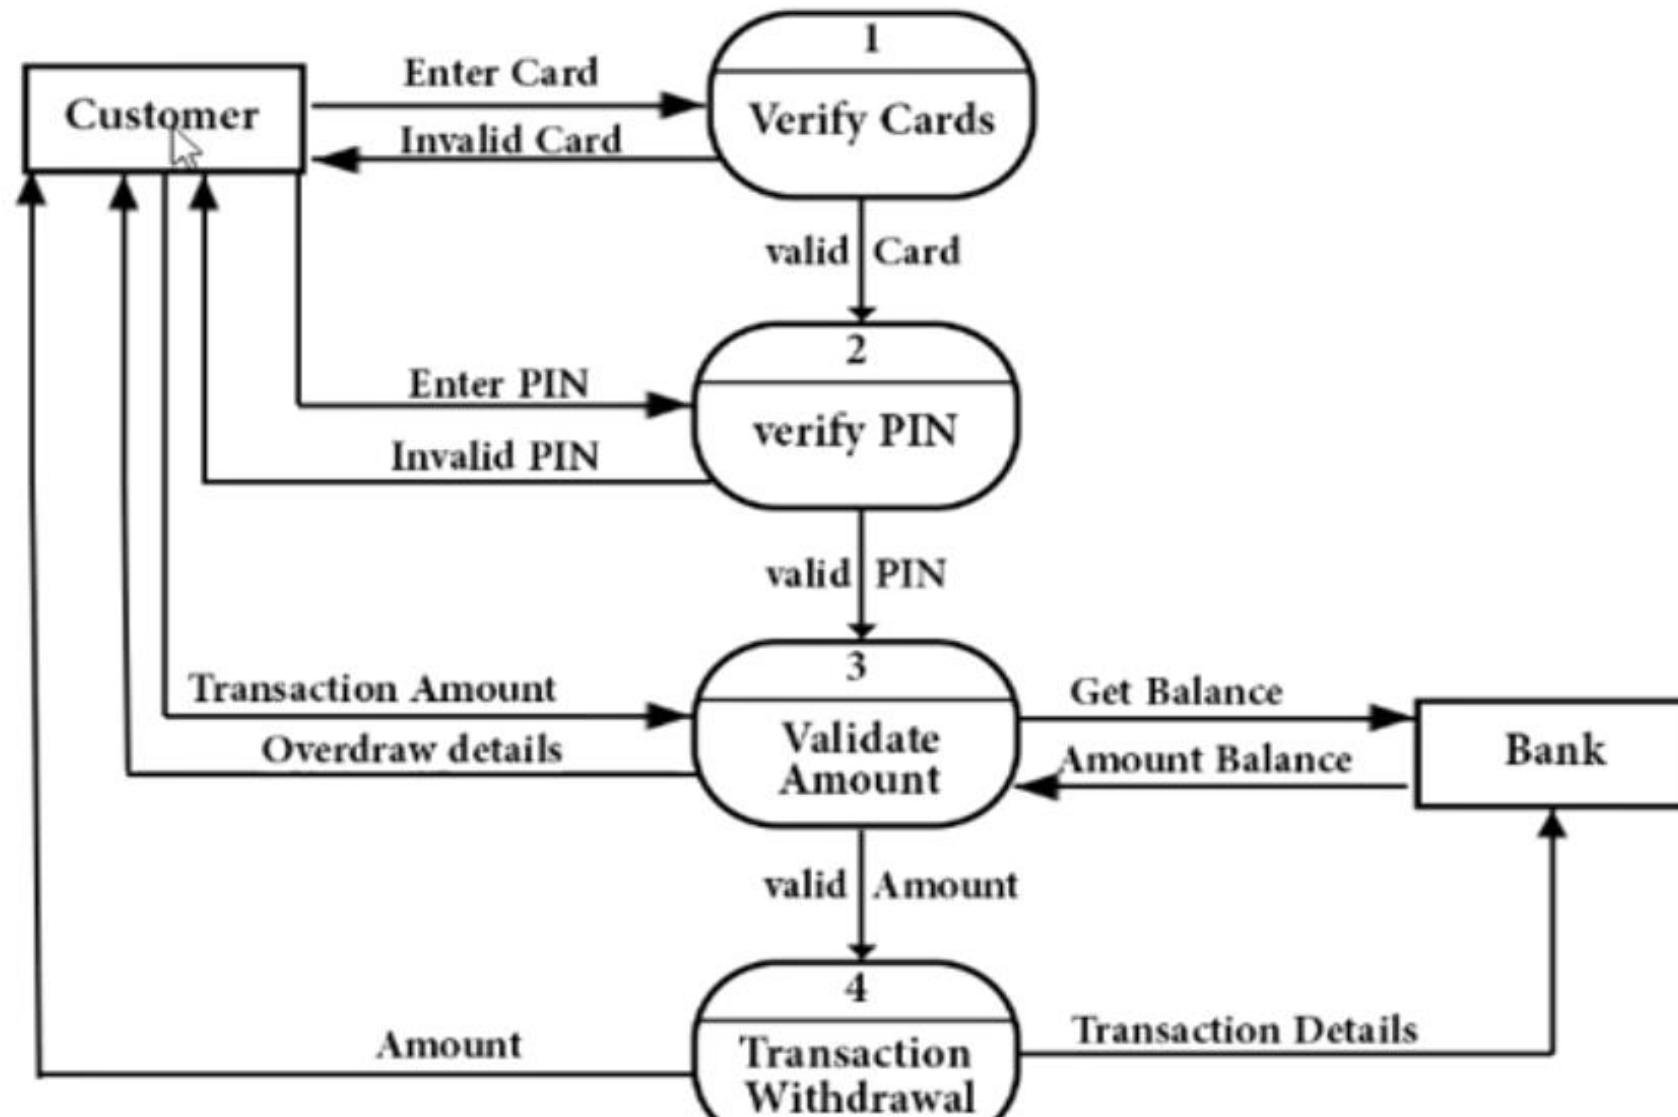 1
Enter Card
Customer
Verify Cards
Invalid Card
valid Card
2
Enter PIN
verify PIN
Invalid PIN
valid PIN
3
Transaction Amount
Get Balance
Validate
Amount
Overdraw details
Amount Balance
Bank
valid Amount
4
Amount
Transaction
Withdrawal
Transaction Details